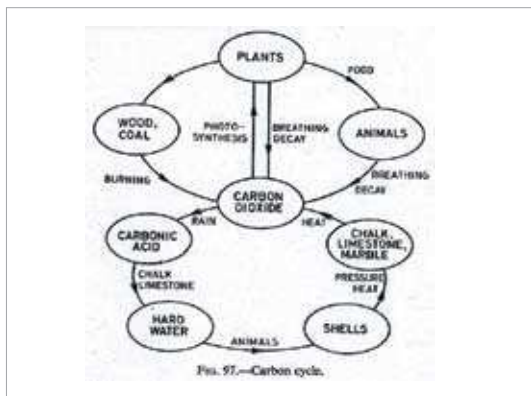 PLANTS
FOOD
WOOD,
COAL
PHOTO-
SYNTHESIS
BREATHING
DECAY
ANIMALS
BURNING
BREATHING
DECAY
CARBON
DIOXIDE
RAIN
HEAT
CARBONIC
ACID
CHALK,
LIMESTONE,
MARBLE
CHALK
LIMESTONE
PRESSURE
HEAT
HARD
WATER
SHELLS
ANIMALS
FIG. 97.—Carbon cycle.